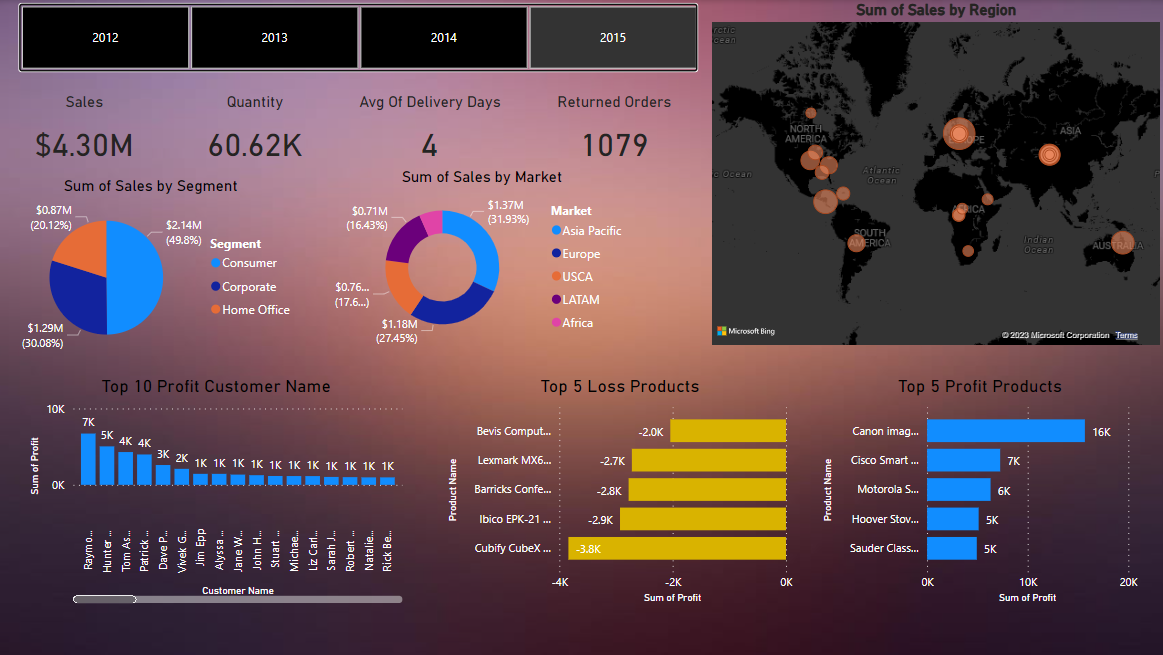 2012
2013
2014
2015
Sum of Sales by Region
Sales
Quantity
Avg Of Delivery Days
Returned Orders
$4.30M
60.62K
4
1079
Sum of Sales by Segment
$0.87M
(20.12%)
$2.14M
(49.8%)
$1.29M
(30.08%)
Segment
Consumer
Corporate
Home Office
Sum of Sales by Market
$0.71M
(16.43%)
$1.37M
(31.93%)
$0.76...
(17.6...)
$1.18M
(27.45%)
Market
Asia Pacific
Europe
USCA
LATAM
Africa
Ocean
NORTH
AMERICA
ASIA
Atlantic
Ocean
Ocean
AFRICA
SOUTH
AMERICA
Indian
Ocean
AUSTRALIA
Microsoft Bing
© 2023 Microsoft Corporation
Terms
Top 10 Profit Customer Name
10K
0K
Sum of Profit
7K
5K
4K
4K
3K
2K
1K
1K
1K
1K
1K
1K
1K
1K
1K
1K
1K
Raymo...
Hunter ...
Tom As...
Patrick ...
Dave P...
Vivek G...
Jim Epp
Alyssa ...
Jane W...
John H...
Stuart ...
Michae...
Liz Carl...
Sarah J...
Robert ...
Natalie...
Rick Be...
Customer Name
Top 5 Loss Products
Product Name
Bevis Comput...
-2.0K
Lexmark MX6...
-2.7K
Barricks Confe...
-2.8K
Ibico EPK-21 ...
-2.9K
Cubify CubeX ...
-3.8K
-4K
-2K
0K
Sum of Profit
Top 5 Profit Products
Product Name
Canon imag...
16K
Cisco Smart ...
7K
Motorola S...
6K
Hoover Stov...
5K
Sauder Class...
5K
0K
10K
20K
Sum of Profit